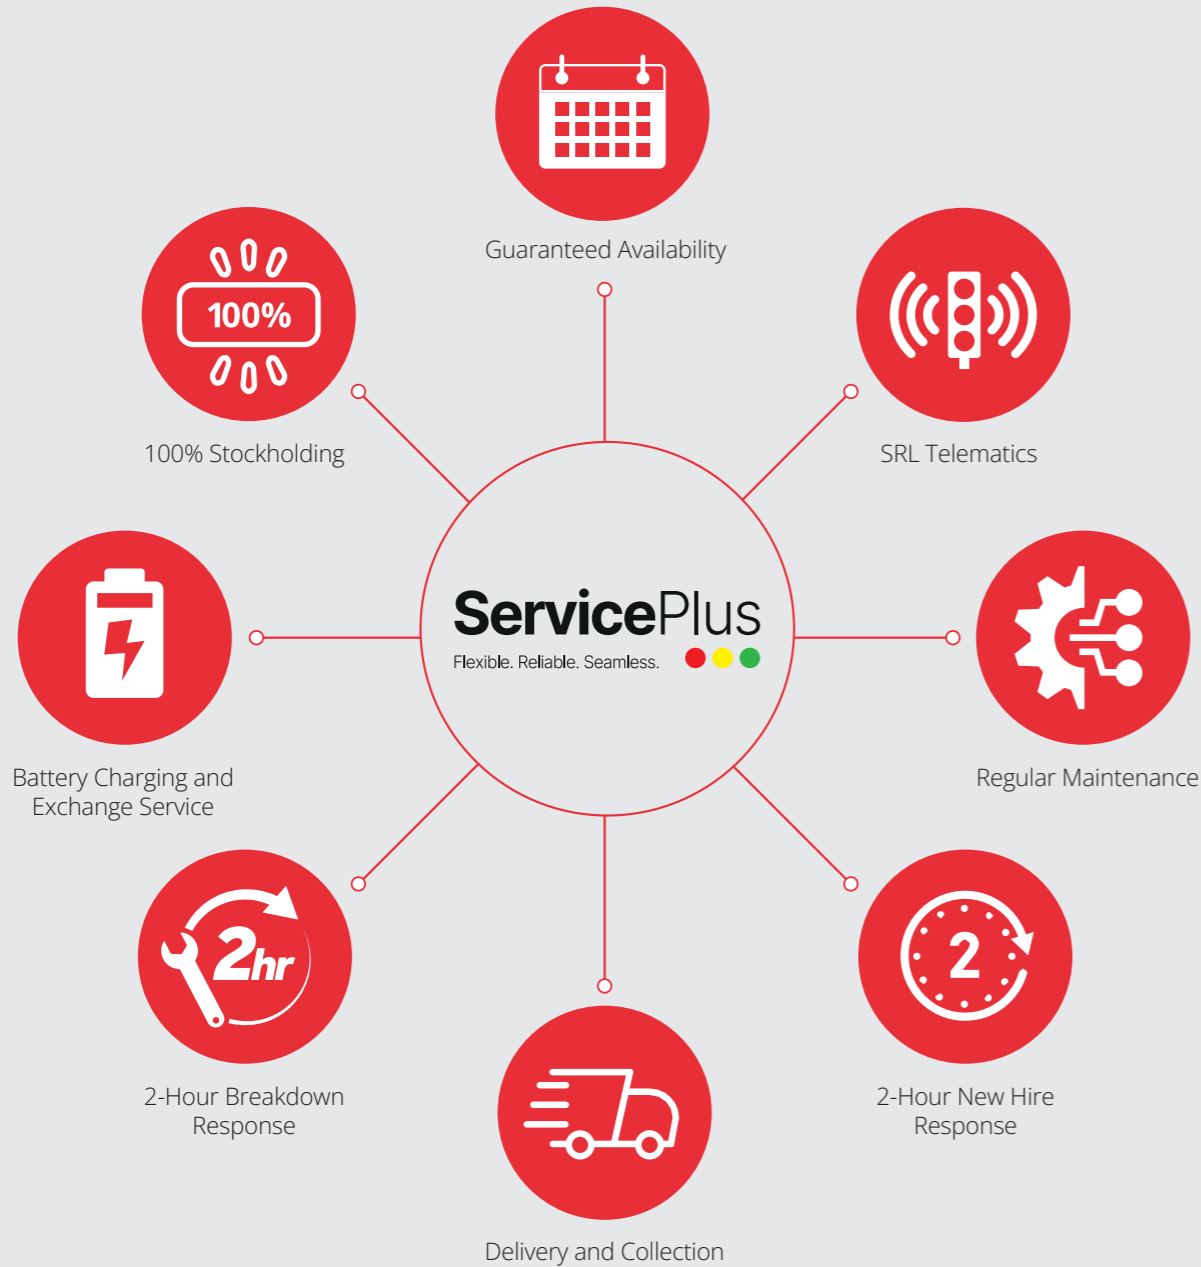 Guaranteed Availability
100%
100% Stockholding
SRL Telematics
ServicePlus
Flexible. Reliable. Seamless.
Battery Charging and
Exchange Service
Regular Maintenance
2hr
2-Hour Breakdown
Response
2
2-Hour New Hire
Response
Delivery and Collection